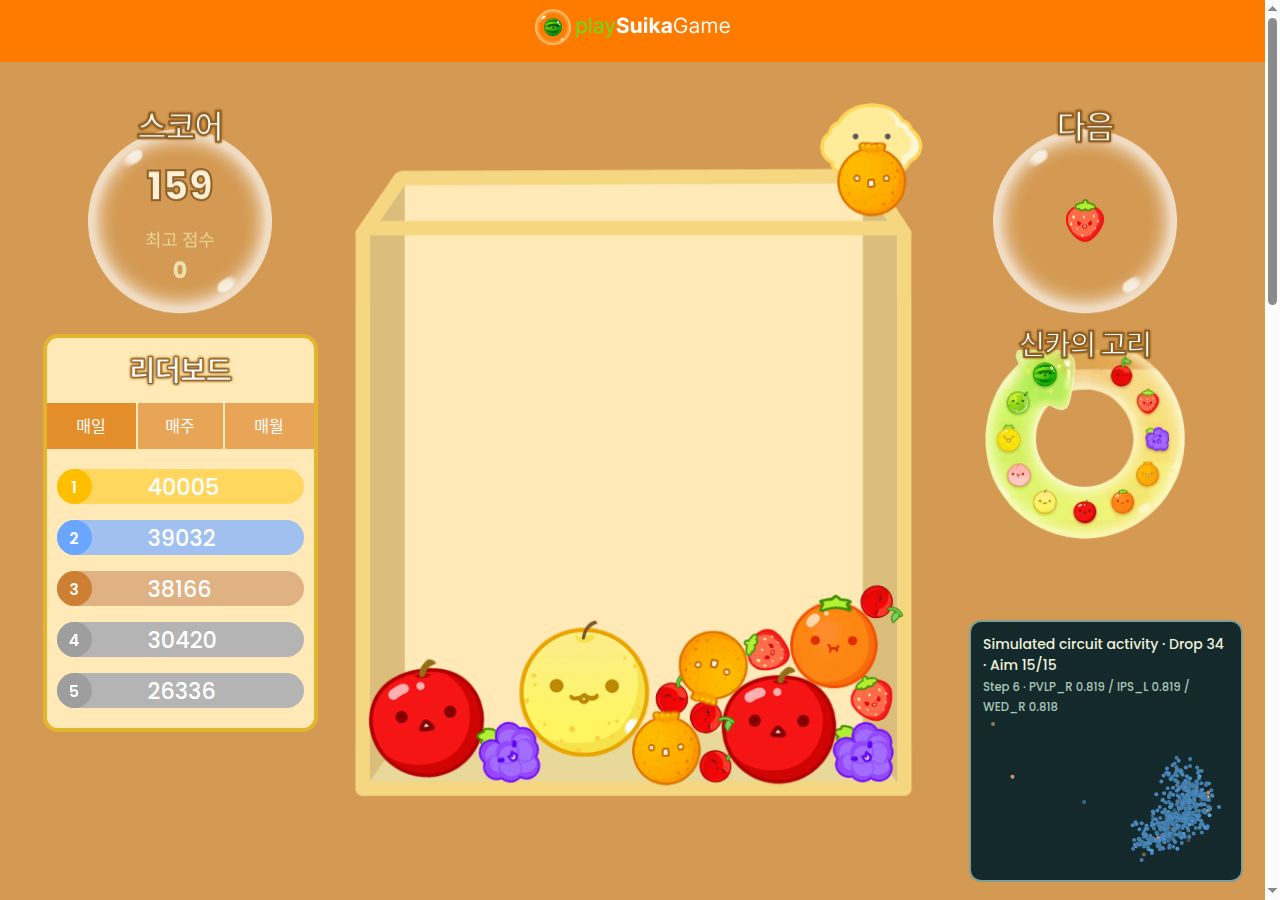 playSuikaGame
스코어
159
최고 점수
0
리더보드
매일 매주 매월
1 40005
2 39032
3 38166
4 30420
5 26336
다음
신카의 고리
Simulated circuit activity · Drop 34
· Aim 15/15
Step 6 · PVLP_R 0.819 / IPS_L 0.819 /
WED_R 0.818